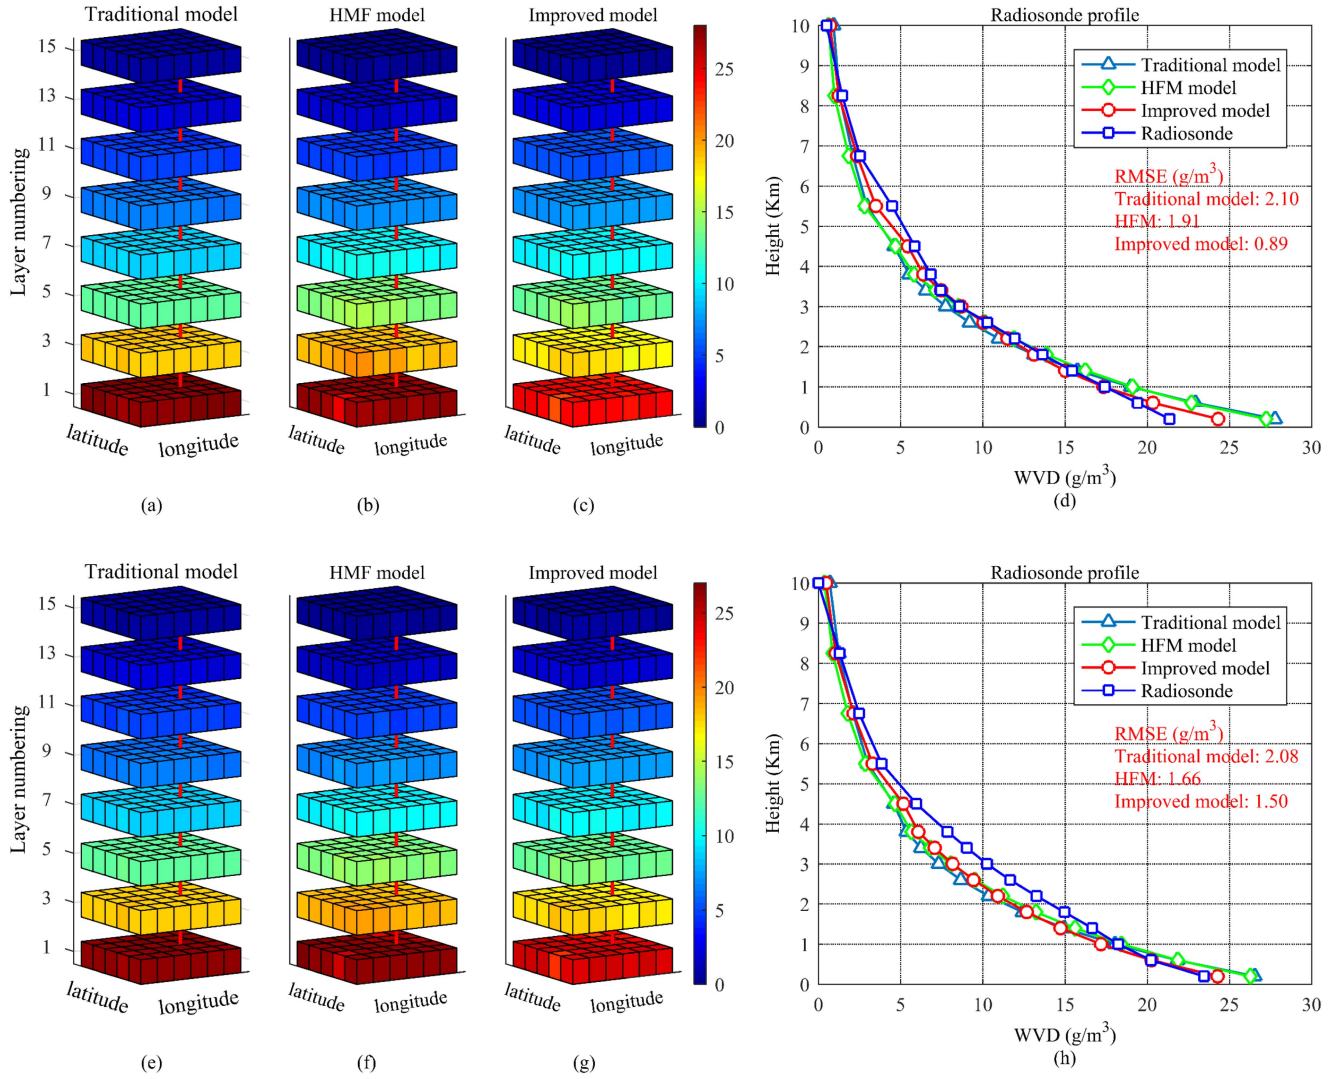 Traditional model
HMF model
Improved model
Radiosonde profile
15
13
11
9
7
5
3
1
Layer numbering
latitude
longitude
latitude
longitude
latitude
longitude
25
20
15
10
5
0
10
9
8
7
6
5
4
3
2
1
0
Height (Km)
Traditional model
HFM model
Improved model
Radiosonde
RMSE (g/m³)
Traditional model: 2.10
HFM: 1.91
Improved model: 0.89
0 5 10 15 20 25 30
WVD (g/m³)
(a)
(b)
(c)
(d)
Traditional model
HMF model
Improved model
Radiosonde profile
15
13
11
9
7
5
3
1
Layer numbering
latitude
longitude
latitude
longitude
latitude
longitude
25
20
15
10
5
0
10
9
8
7
6
5
4
3
2
1
0
Height (Km)
Traditional model
HFM model
Improved model
Radiosonde
RMSE (g/m³)
Traditional model: 2.08
HFM: 1.66
Improved model: 1.50
0 5 10 15 20 25 30
WVD (g/m³)
(e)
(f)
(g)
(h)